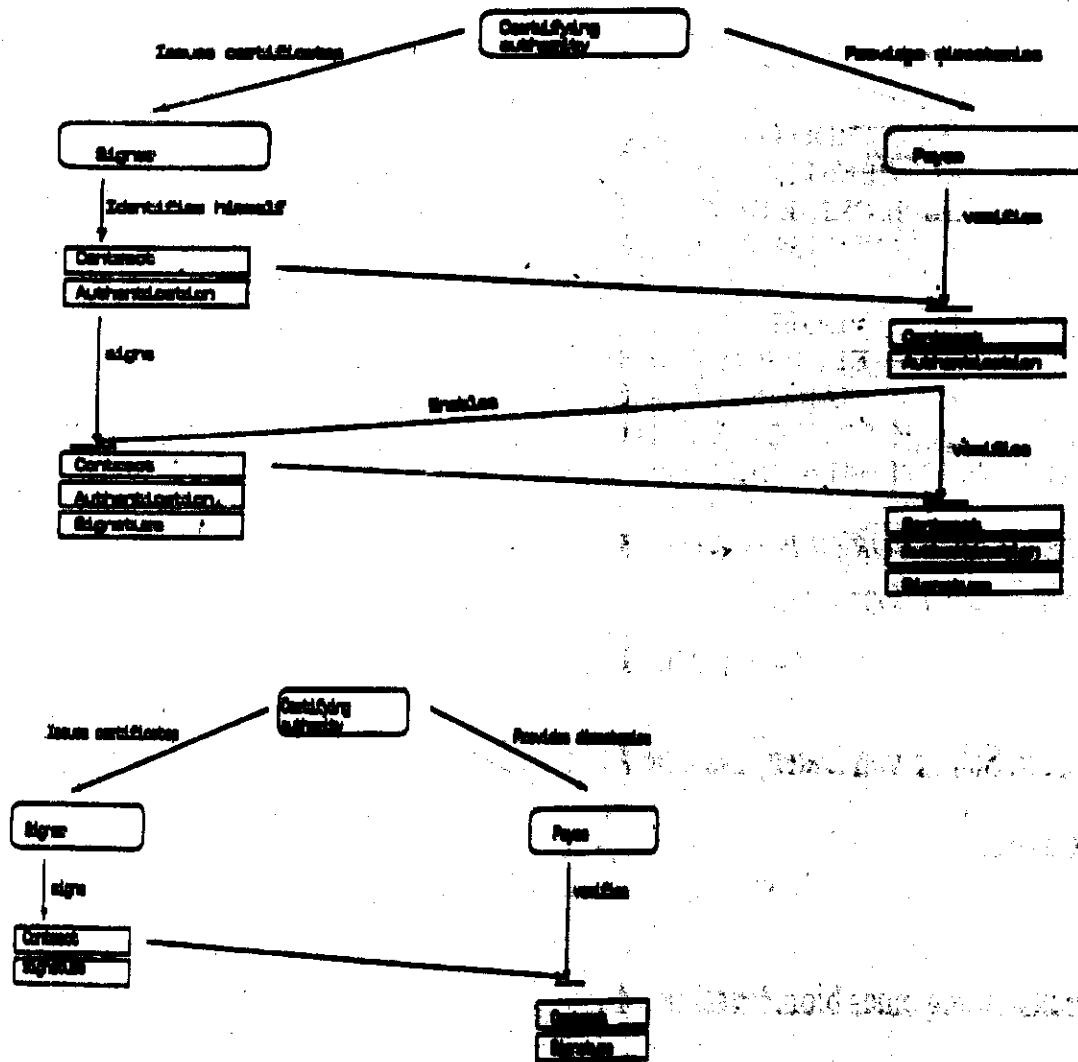 Certifying
authority
Issues certificates
Provides directories
Signer
Payee
Identifies himself
verifies
Contract
Authentication
Contract
Authentication
signs
Enables
verifies
Contract
Authentication
Signature
Contract
Authentication
Signature
Certifying
authority
Issues certificates
Provides directories
Signer
Payee
signs
verifies
Contract
Signature
Contract
Signature